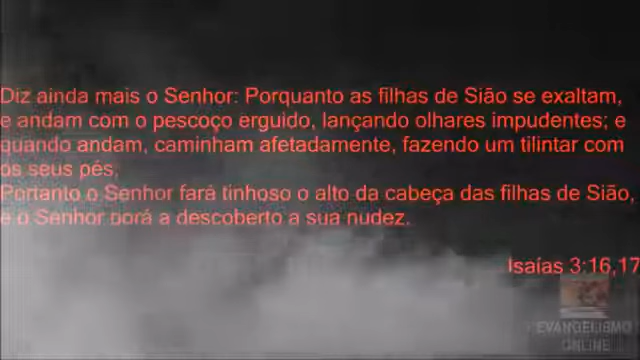 Diz ainda mais o Senhor: Porquanto as filhas de Sião se exaltam,
e andam com o pescoço erguido, lançando olhares impudentes; e
quando andam, caminham afetadamente, fazendo um tilintar com
os seus pés;
Portanto o Senhor fará tinhoso o alto da cabeça das filhas de Sião,
e o Senhor porá a descoberto a sua nudez.
Isaías 3:16,17
EVANGELISMO
ONLINE